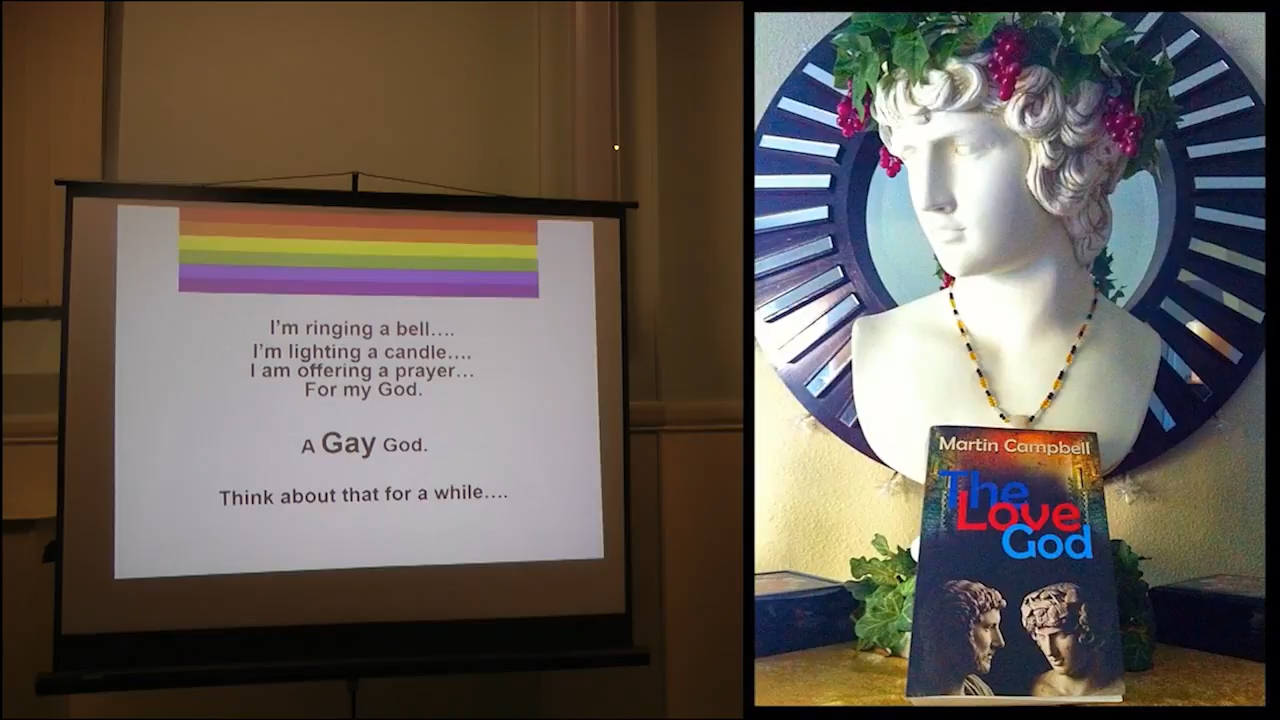 I'm ringing a bell....
I'm lighting a candle....
I am offering a prayer...
For my God.
A Gay God.
Think about that for a while....
Martin Campbell
The
Love
God